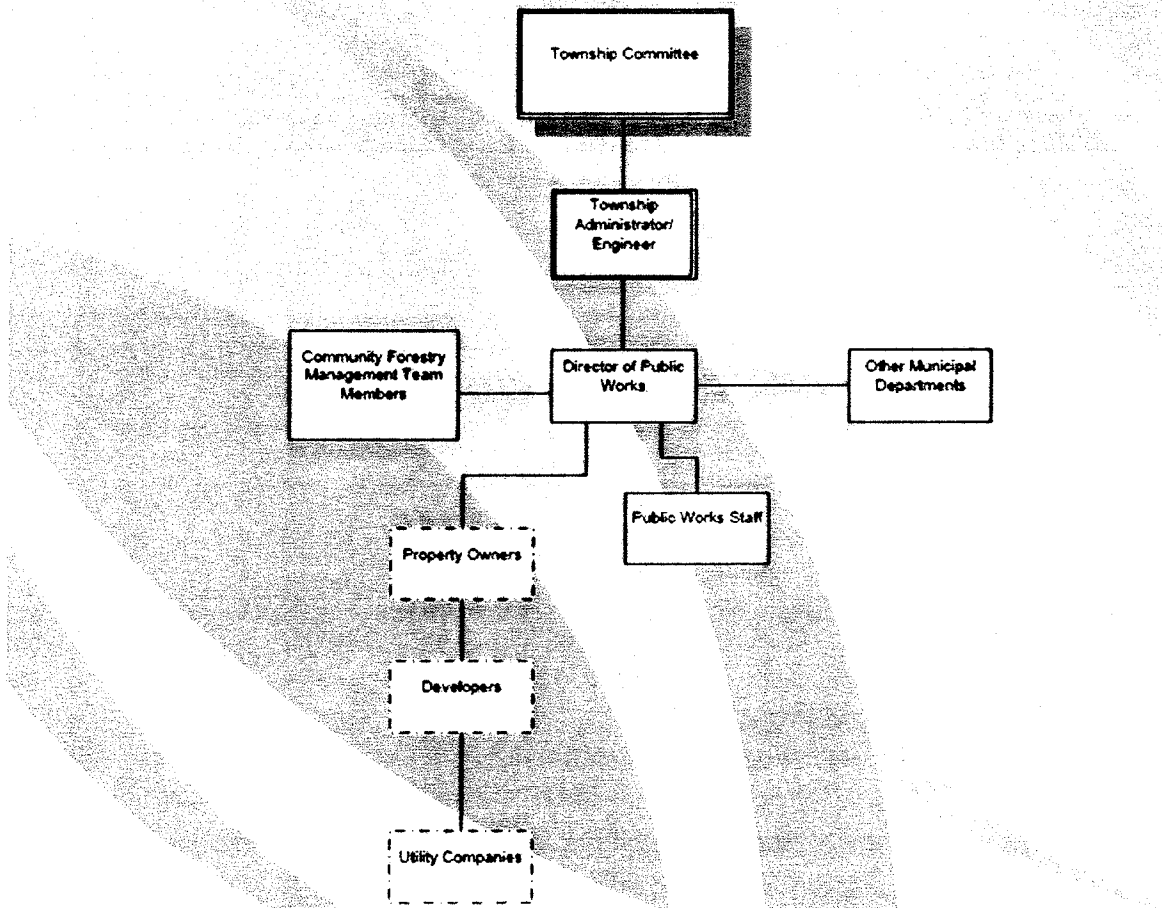 Township Committee
Township
Administrator/
Engineer
Community Forestry
Management Team
Members
Director of Public
Works
Other Municipal
Departments
Public Works Staff
Property Owners
Developers
Utility Companies